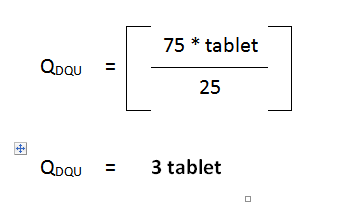 75 * tablet
QDQU =
25
QDQU = 3 tablet